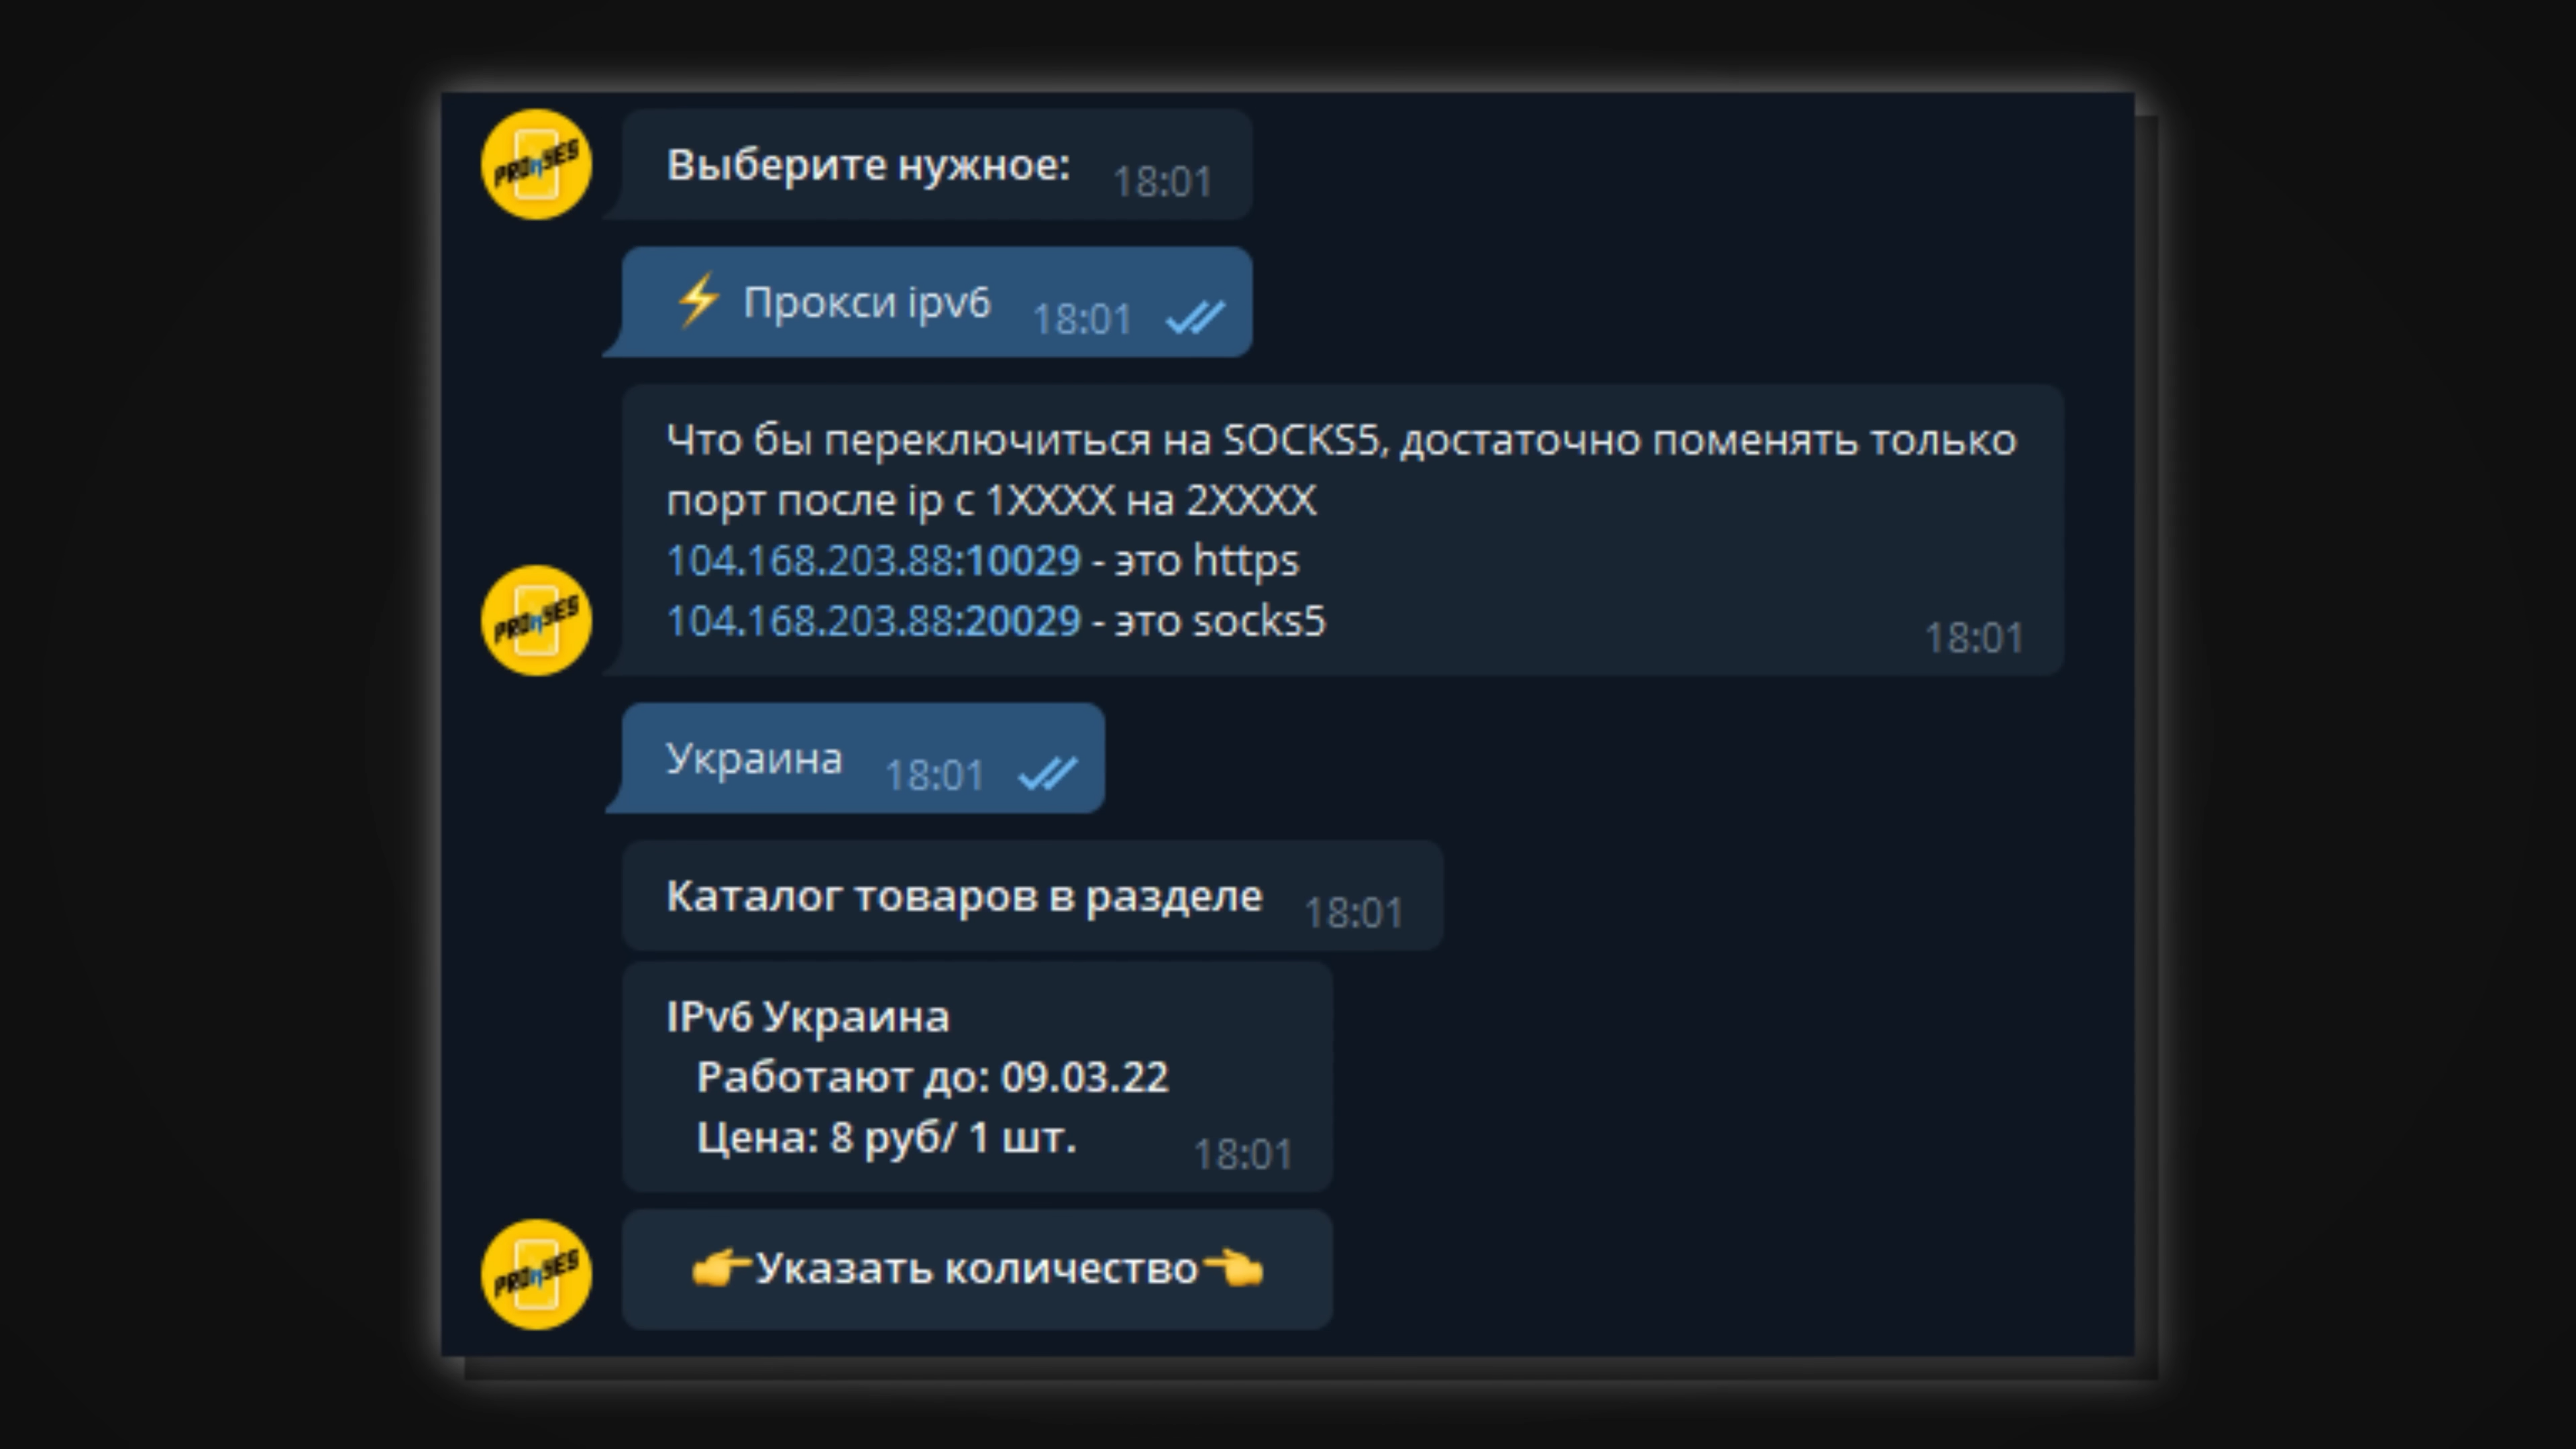 PROXYSES
Выберите нужное: 18:01
⚡ Прокси ipv6 18:01
Что бы переключиться на SOCKS5, достаточно поменять только
порт после ip с 1XXXX на 2XXXX
104.168.203.88:10029 - это https
104.168.203.88:20029 - это socks5
18:01
Украина 18:01
Каталог товаров в разделе 18:01
IPv6 Украина
Работают до: 09.03.22
Цена: 8 руб/ 1 шт. 18:01
👉Указать количество👈